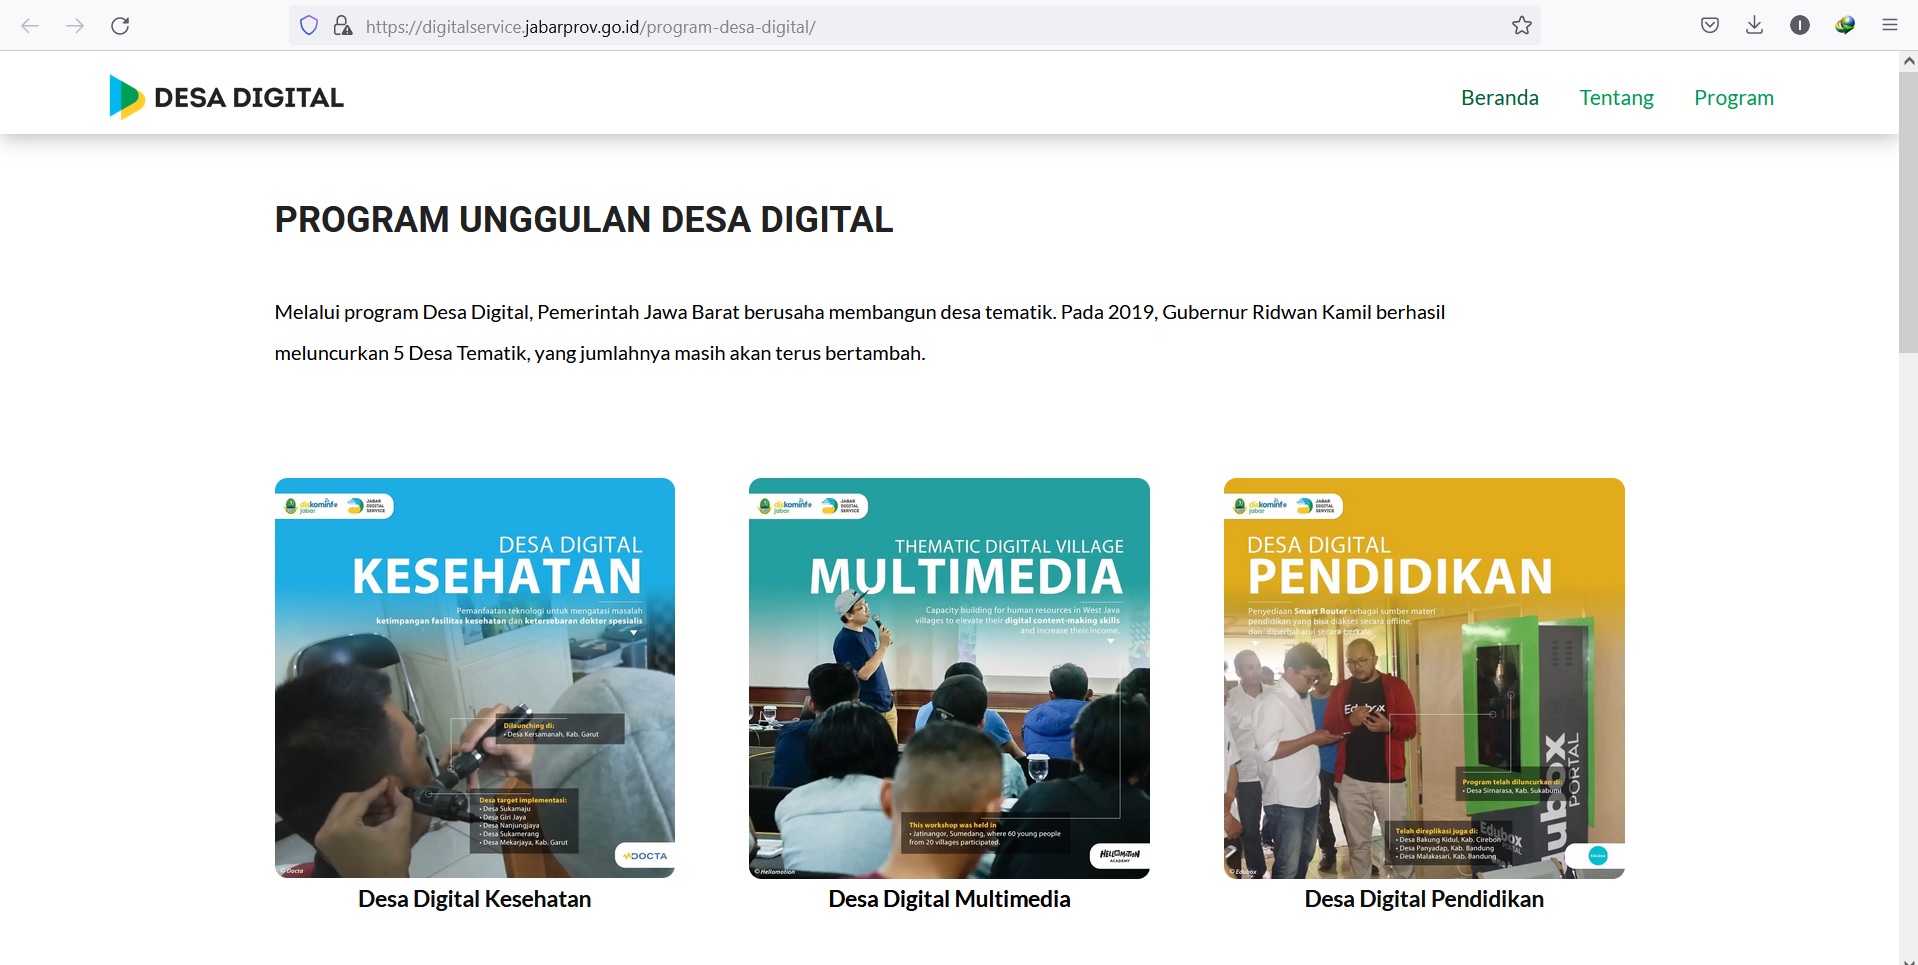 https://digitalservice.jabarprov.go.id/program-desa-digital/
DESA DIGITAL
Beranda
Tentang
Program
PROGRAM UNGGULAN DESA DIGITAL
Melalui program Desa Digital, Pemerintah Jawa Barat berusaha membangun desa tematik. Pada 2019, Gubernur Ridwan Kamil berhasil
meluncurkan 5 Desa Tematik, yang jumlahnya masih akan terus bertambah.
diskominfo
jabar
JABAR
DIGITAL
SERVICE
DESA DIGITAL
KESEHATAN
Pemanfaatan teknologi untuk mengatasi masalah
ketimpangan fasilitas kesehatan dan ketersebaran dokter spesialis
Dilaunching di:
• Desa Kersamanah, Kab. Garut
Desa target implementasi:
• Desa Sukamaju
• Desa Giri Jaya
• Desa Nanjungjaya
• Desa Sukamerang
• Desa Mekarjaya, Kab. Garut
DOCTA
© Docta
Desa Digital Kesehatan
diskominfo
jabar
JABAR
DIGITAL
SERVICE
THEMATIC DIGITAL VILLAGE
MULTIMEDIA
Capacity building for human resources in West Java
villages to elevate their digital content-making skills
and increase their income.
This workshop was held in
• Jatinangor, Sumedang, where 60 young people
from 20 villages participated.
HELLOMOTION
ACADEMY
© Hellomotion
Desa Digital Multimedia
diskominfo
jabar
JABAR
DIGITAL
SERVICE
DESA DIGITAL
PENDIDIKAN
Penyediaan Smart Router sebagai sumber materi
pendidikan yang bisa diakses secara offline,
dan diperbaharui secara berkala.
Edubox
Program telah diluncurkan di:
• Desa Sirnarasa, Kab. Sukabumi
Telah direplikasi juga di:
• Desa Bakung Kidul, Kab. Cirebon
• Desa Panyadap, Kab. Bandung
• Desa Malakasari, Kab. Bandung
ubox
PORTAL
Edubox
© Edubox
Desa Digital Pendidikan